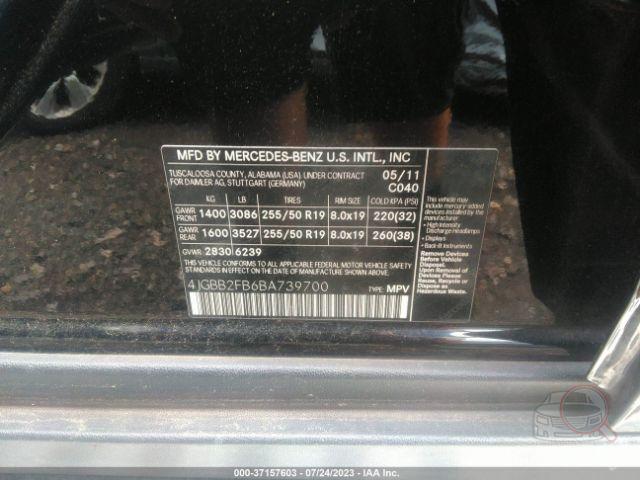 MFD BY MERCEDES-BENZ U.S. INTL., INC
TUSCALOOSA COUNTY, ALABAMA (USA) UNDER CONTRACT
FOR DAIMLER AG, STUTTGART (GERMANY)
05/11
C040
KG LB TIRES RIM SIZE COLD KPA (PSI)
GAWR FRONT 1400 3086 255/50 R19 8.0x19 220(32)
GAWR REAR 1600 3527 255/50 R19 8.0x19 260(38)
GVWR 2830 6239
THIS VEHICLE CONFORMS TO ALL APPLICABLE FEDERAL MOTOR VEHICLE SAFETY
STANDARDS IN EFFECT ON THE DATE OF MANUFACTURE SHOWN ABOVE.
4JGBB2FB6BA739700
TYPE: MPV
This vehicle may include
mercury-added devices
installed by the
manufacturer:
• High-Intensity
Discharge Headlamps
• Displays
• Back-lit Instruments
Remove Devices
Before Vehicle
Disposal. Upon
Removal of Devices
Please Reuse,
Recycle or Dispose
as Hazardous Waste.
000-37157603 / 07/24/2023 / IAA Inc.